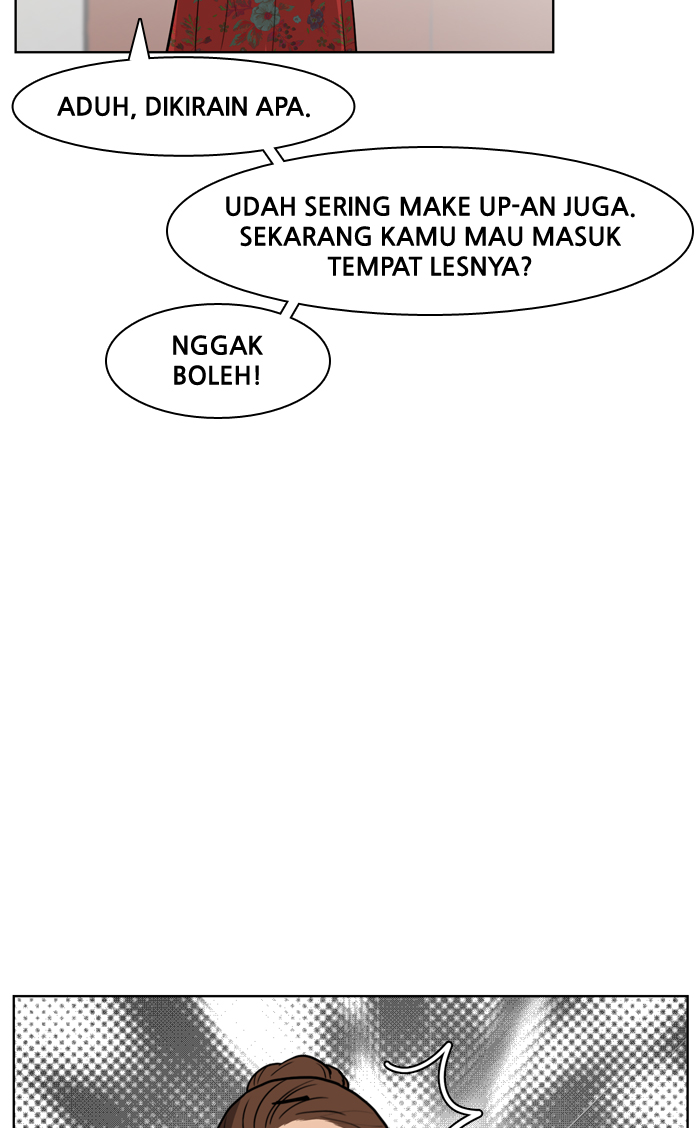 ADUH, DIKIRAIN APA.
UDAH SERING MAKE UP-AN JUGA.
SEKARANG KAMU MAU MASUK
TEMPAT LESNYA?
NGGAK
BOLEH!